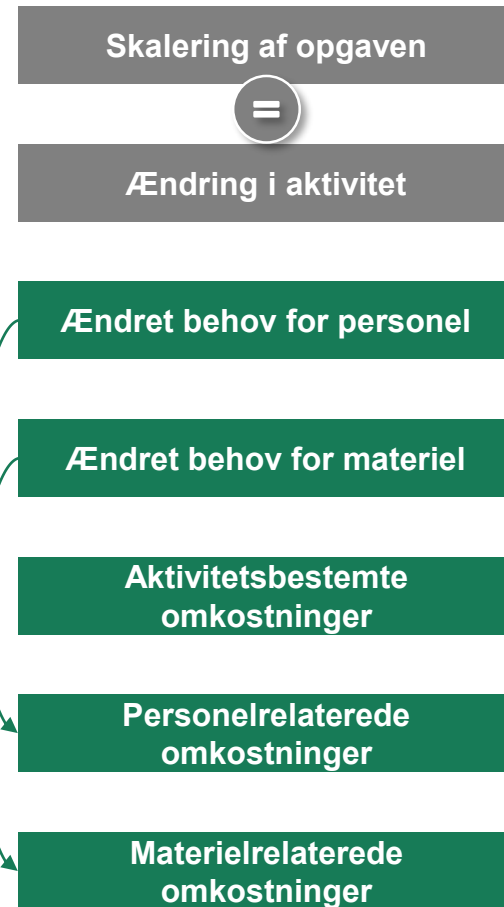 Skalering af opgaven
=
Ændring i aktivitet
Ændret behov for personel
Ændret behov for materiel
Aktivitetsbestemte
omkostninger
Personelrelaterede
omkostninger
Materielrelaterede
omkostninger